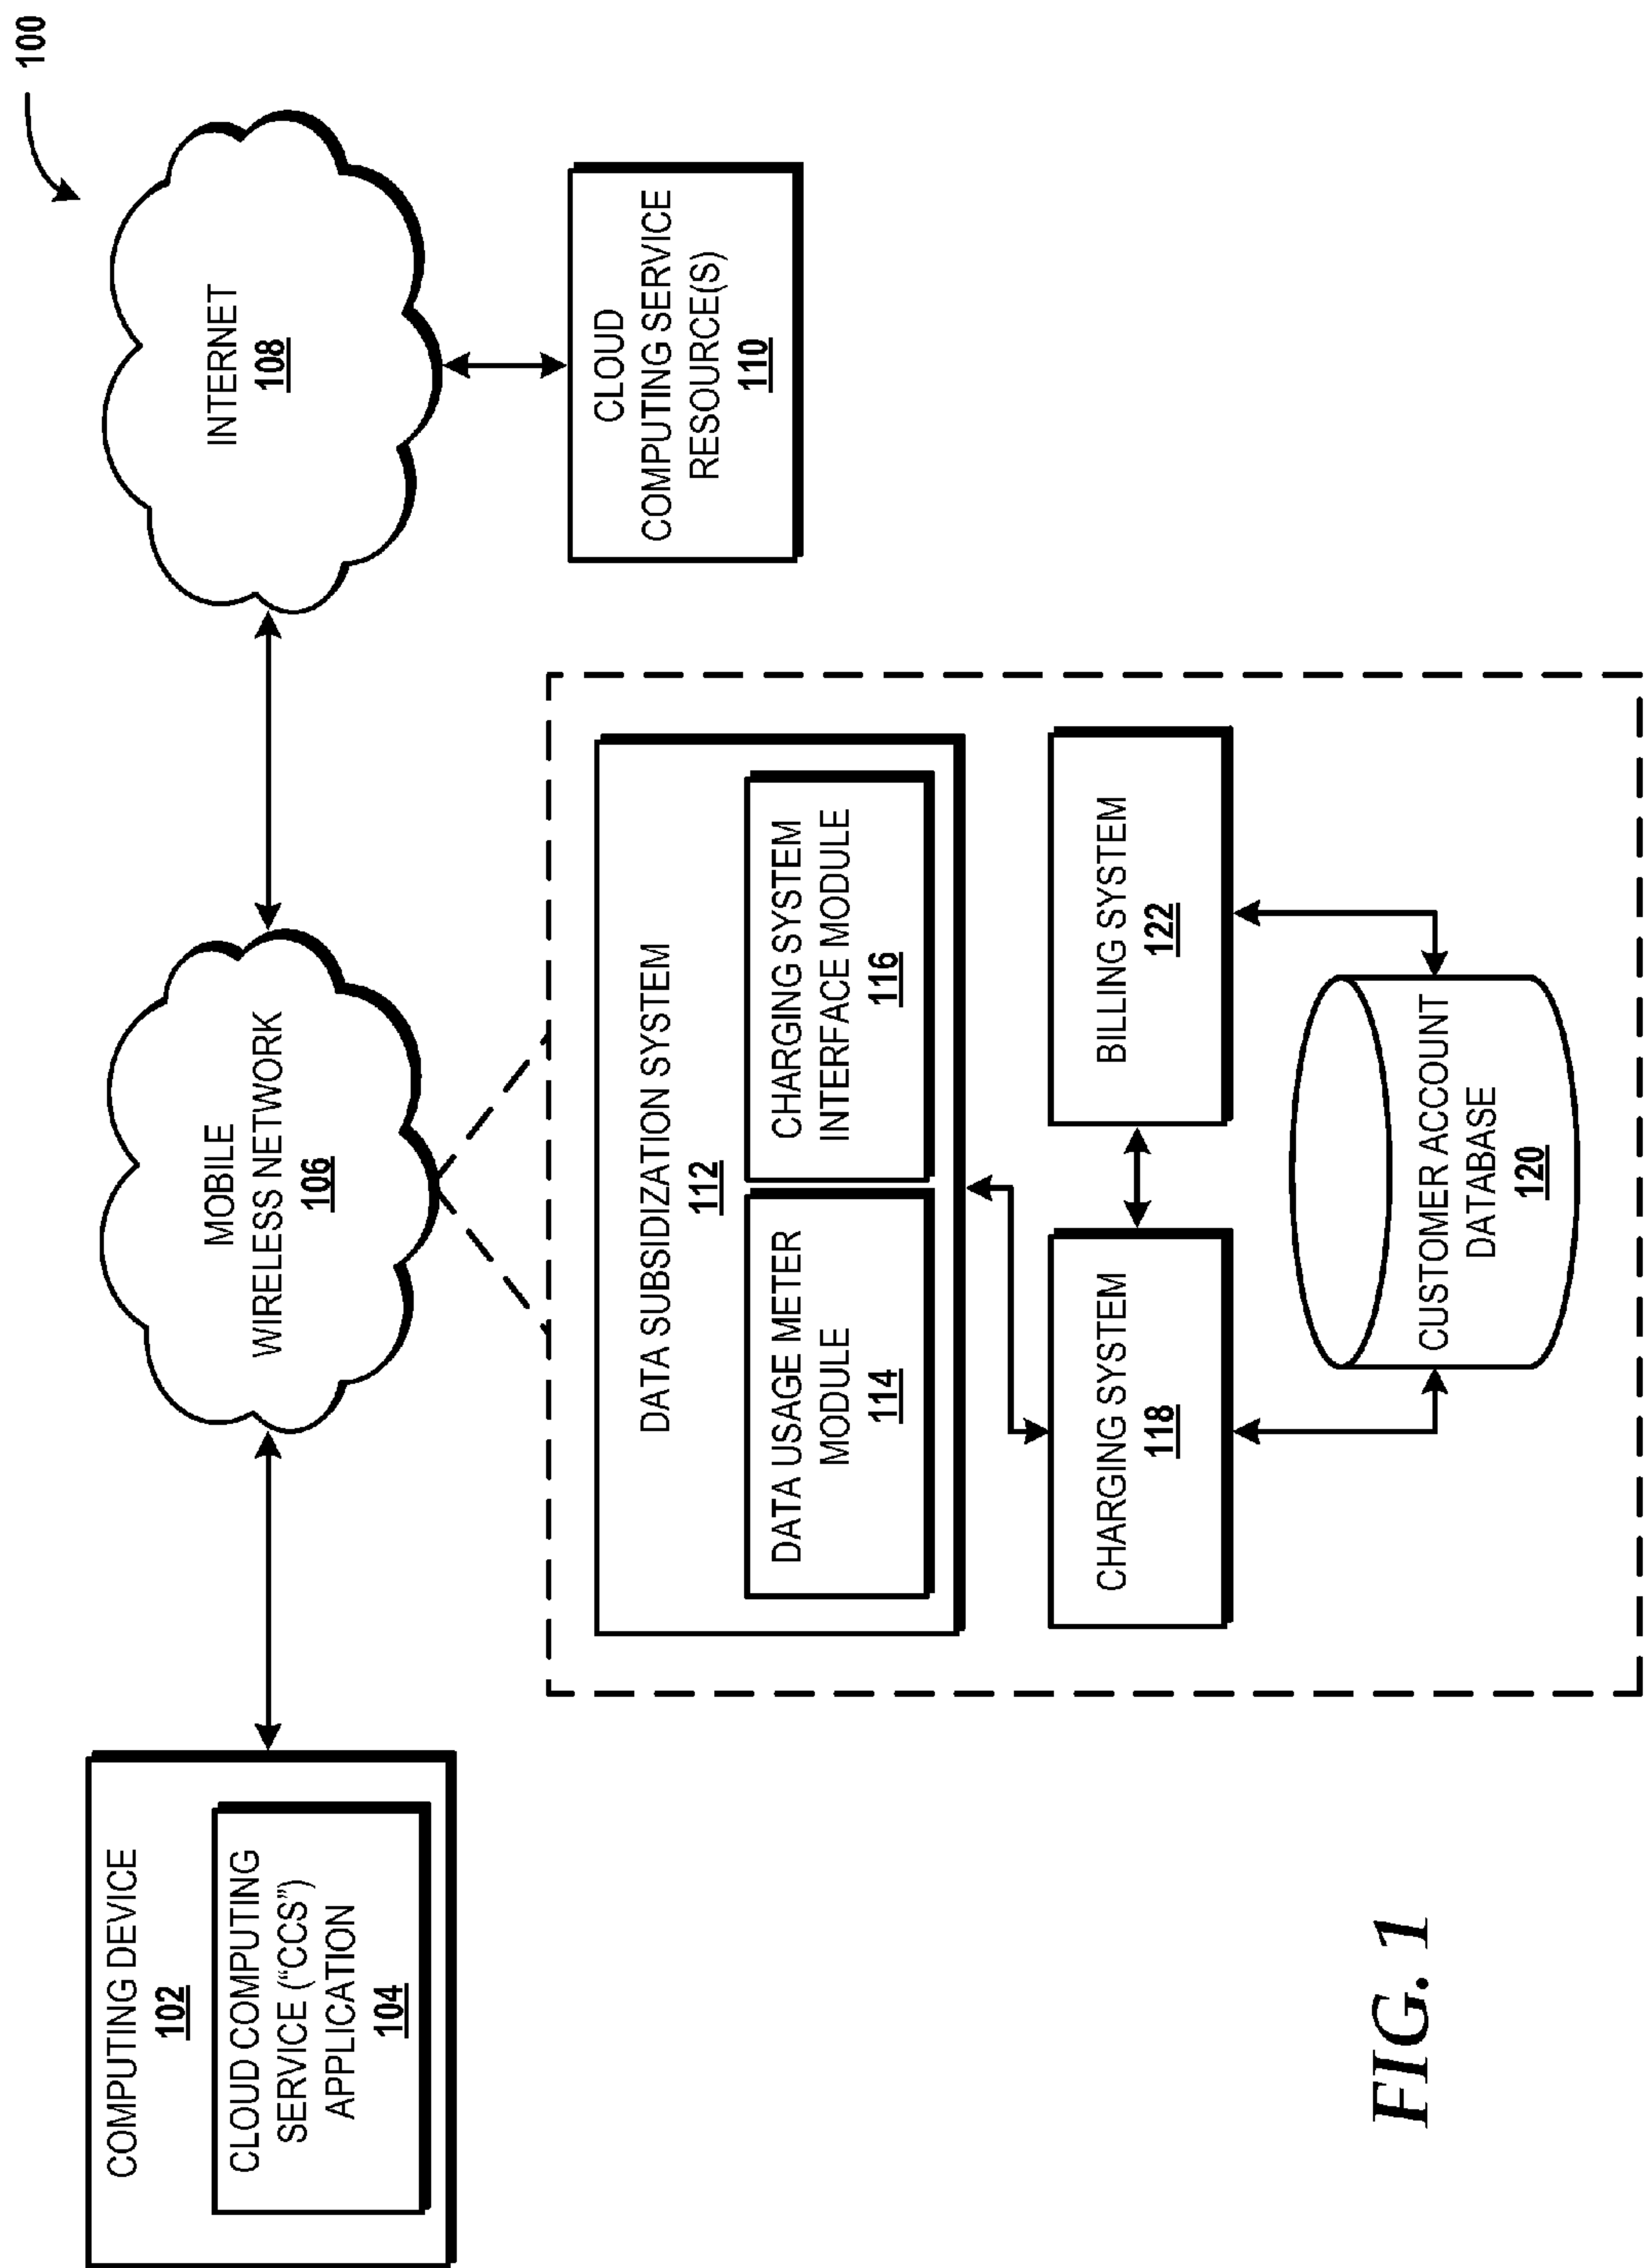 100
COMPUTING DEVICE
102
CLOUD COMPUTING
SERVICE (“CCS”)
APPLICATION
104
MOBILE
WIRELESS NETWORK
106
INTERNET
108
CLOUD
COMPUTING SERVICE
RESOURCE(S)
110
DATA SUBSIDIZATION SYSTEM
112
DATA USAGE METER
MODULE
114
CHARGING SYSTEM
INTERFACE MODULE
116
CHARGING SYSTEM
118
BILLING SYSTEM
122
CUSTOMER ACCOUNT
DATABASE
120
FIG. 1